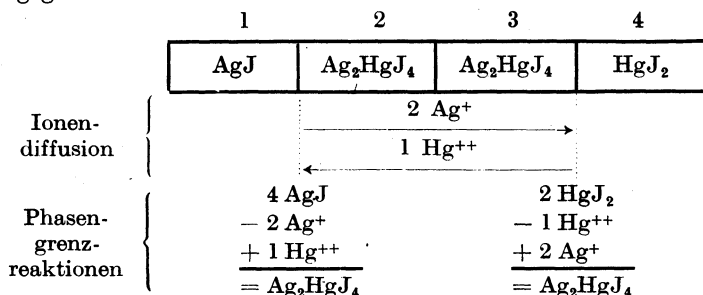 1 2 3 4
AgJ Ag₂HgJ₄ Ag₂HgJ₄ HgJ₂
2 Ag⁺
Ionen-
diffusion
1 Hg⁺⁺
4 AgJ 2 HgJ₂
Phasen- − 2 Ag⁺ − 1 Hg⁺⁺
grenz-
reaktionen + 1 Hg⁺⁺ + 2 Ag⁺
= Ag₂HgJ₄ = Ag₂HgJ₄